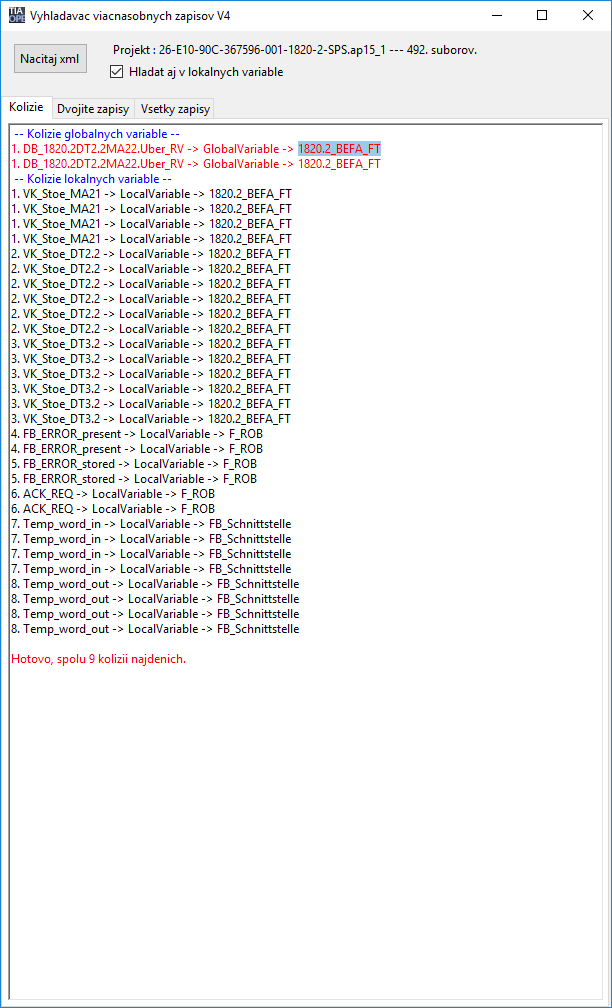 TIA
OPE
Vyhladavac viacnasobnych zapisov V4
Nacitaj xml
Projekt : 26-E10-90C-367596-001-1820-2-SPS.ap15_1 --- 492. suborov.
Hladat aj v lokalnych variable
Kolizie
Dvojite zapisy
Vsetky zapisy
-- Kolizie globalnych variable --
1. DB_1820.2DT2.2MA22.Uber_RV -> GlobalVariable -> 1820.2_BEFA_FT
1. DB_1820.2DT2.2MA22.Uber_RV -> GlobalVariable -> 1820.2_BEFA_FT
-- Kolizie lokalnych variable --
1. VK_Stoe_MA21 -> LocalVariable -> 1820.2_BEFA_FT
1. VK_Stoe_MA21 -> LocalVariable -> 1820.2_BEFA_FT
1. VK_Stoe_MA21 -> LocalVariable -> 1820.2_BEFA_FT
1. VK_Stoe_MA21 -> LocalVariable -> 1820.2_BEFA_FT
2. VK_Stoe_DT2.2 -> LocalVariable -> 1820.2_BEFA_FT
2. VK_Stoe_DT2.2 -> LocalVariable -> 1820.2_BEFA_FT
2. VK_Stoe_DT2.2 -> LocalVariable -> 1820.2_BEFA_FT
2. VK_Stoe_DT2.2 -> LocalVariable -> 1820.2_BEFA_FT
2. VK_Stoe_DT2.2 -> LocalVariable -> 1820.2_BEFA_FT
2. VK_Stoe_DT2.2 -> LocalVariable -> 1820.2_BEFA_FT
3. VK_Stoe_DT3.2 -> LocalVariable -> 1820.2_BEFA_FT
3. VK_Stoe_DT3.2 -> LocalVariable -> 1820.2_BEFA_FT
3. VK_Stoe_DT3.2 -> LocalVariable -> 1820.2_BEFA_FT
3. VK_Stoe_DT3.2 -> LocalVariable -> 1820.2_BEFA_FT
3. VK_Stoe_DT3.2 -> LocalVariable -> 1820.2_BEFA_FT
3. VK_Stoe_DT3.2 -> LocalVariable -> 1820.2_BEFA_FT
4. FB_ERROR_present -> LocalVariable -> F_ROB
4. FB_ERROR_present -> LocalVariable -> F_ROB
5. FB_ERROR_stored -> LocalVariable -> F_ROB
5. FB_ERROR_stored -> LocalVariable -> F_ROB
6. ACK_REQ -> LocalVariable -> F_ROB
6. ACK_REQ -> LocalVariable -> F_ROB
7. Temp_word_in -> LocalVariable -> FB_Schnittstelle
7. Temp_word_in -> LocalVariable -> FB_Schnittstelle
7. Temp_word_in -> LocalVariable -> FB_Schnittstelle
7. Temp_word_in -> LocalVariable -> FB_Schnittstelle
8. Temp_word_out -> LocalVariable -> FB_Schnittstelle
8. Temp_word_out -> LocalVariable -> FB_Schnittstelle
8. Temp_word_out -> LocalVariable -> FB_Schnittstelle
8. Temp_word_out -> LocalVariable -> FB_Schnittstelle
Hotovo, spolu 9 kolizii najdenich.